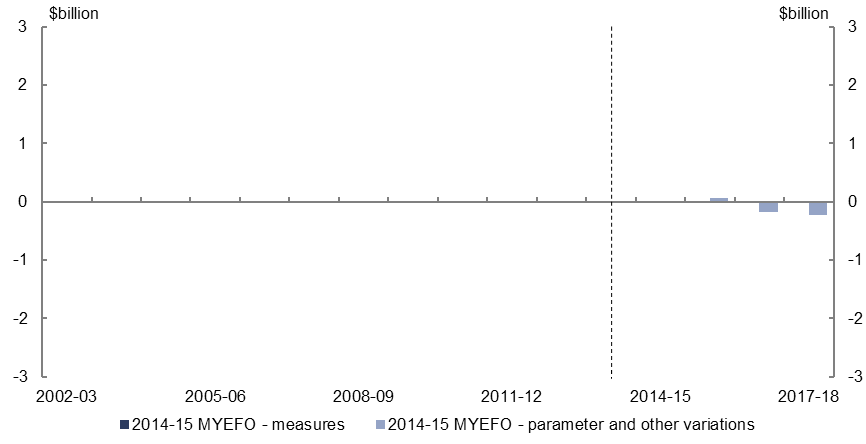 $billion $billion
3 3
2 2
1 1
0 0
-1 -1
-2 -2
-3 -3
2002-03 2005-06 2008-09 2011-12 2014-15 2017-18
2014-15 MYEFO - measures 2014-15 MYEFO - parameter and other variations